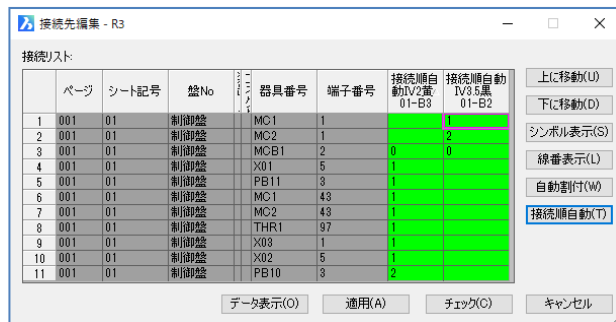 接続先編集 - R3
接続リスト:
ページ シート記号 盤No 器具番号 端子番号 接続順自動IV2黄 01-B3 接続順自動IV3.5黒 01-B2
1 001 01 制御盤 MC1 1 1
2 001 01 制御盤 MC2 1 2
3 001 01 制御盤 MCB1 2 0 0
4 001 01 制御盤 X01 5 1
5 001 01 制御盤 PB11 3 1
6 001 01 制御盤 MC1 43 1
7 001 01 制御盤 MC2 43 1
8 001 01 制御盤 THR1 97 1
9 001 01 制御盤 X03 1 1
10 001 01 制御盤 X02 5 1
11 001 01 制御盤 PB10 3 2
上に移動(U)
下に移動(D)
シンボル表示(S)
線番表示(L)
自動割付(W)
接続順自動(T)
データ表示(O) 適用(A) チェック(C) キャンセル